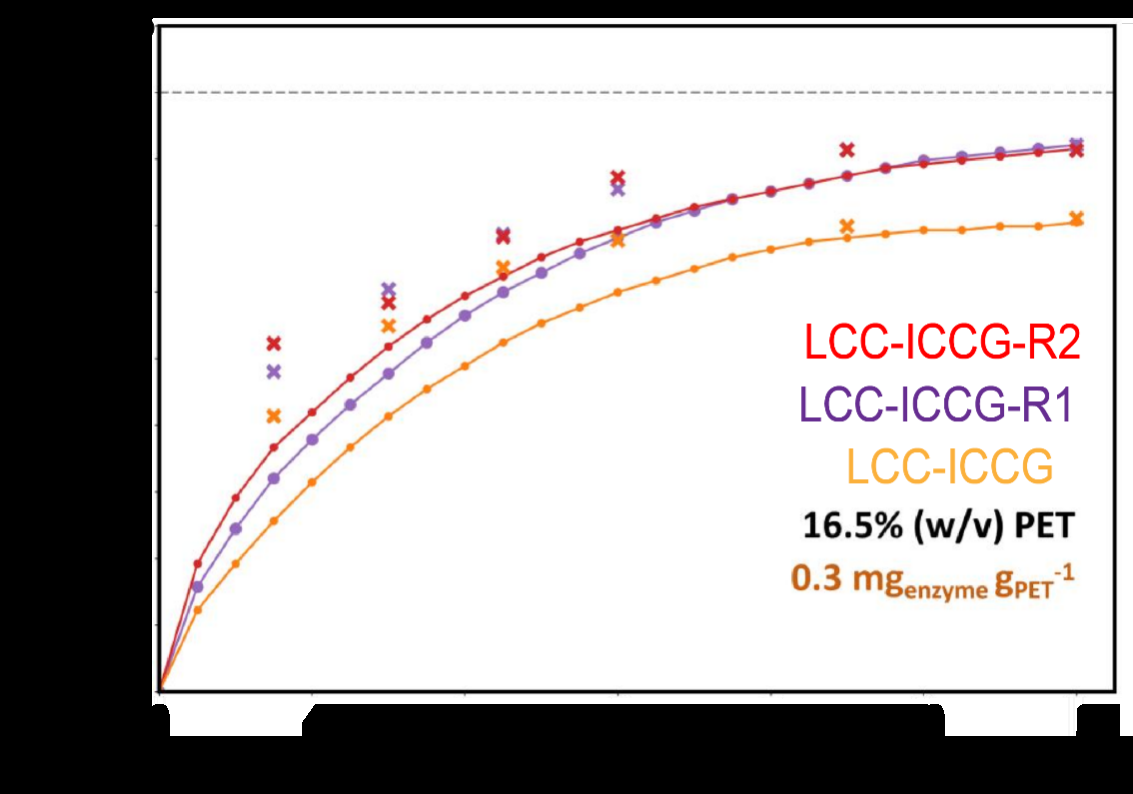 LCC-ICCG-R2
LCC-ICCG-R1
LCC-ICCG
16.5% (w/v) PET
0.3 mgenzyme gPET-1